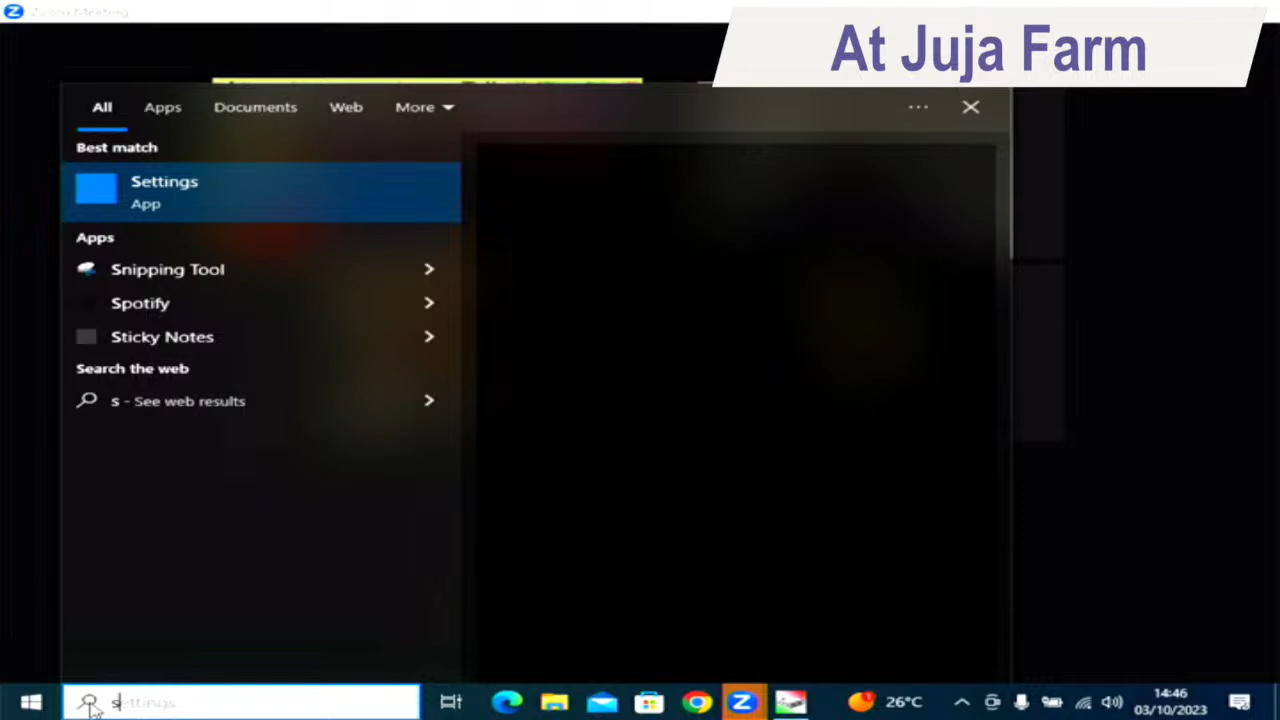 Zoom Meeting
At Juja Farm
All Apps Documents Web More
Best match
Settings
App
Apps
Snipping Tool
Spotify
Sticky Notes
Search the web
s - See web results
settings
26°C
14:46
03/10/2023